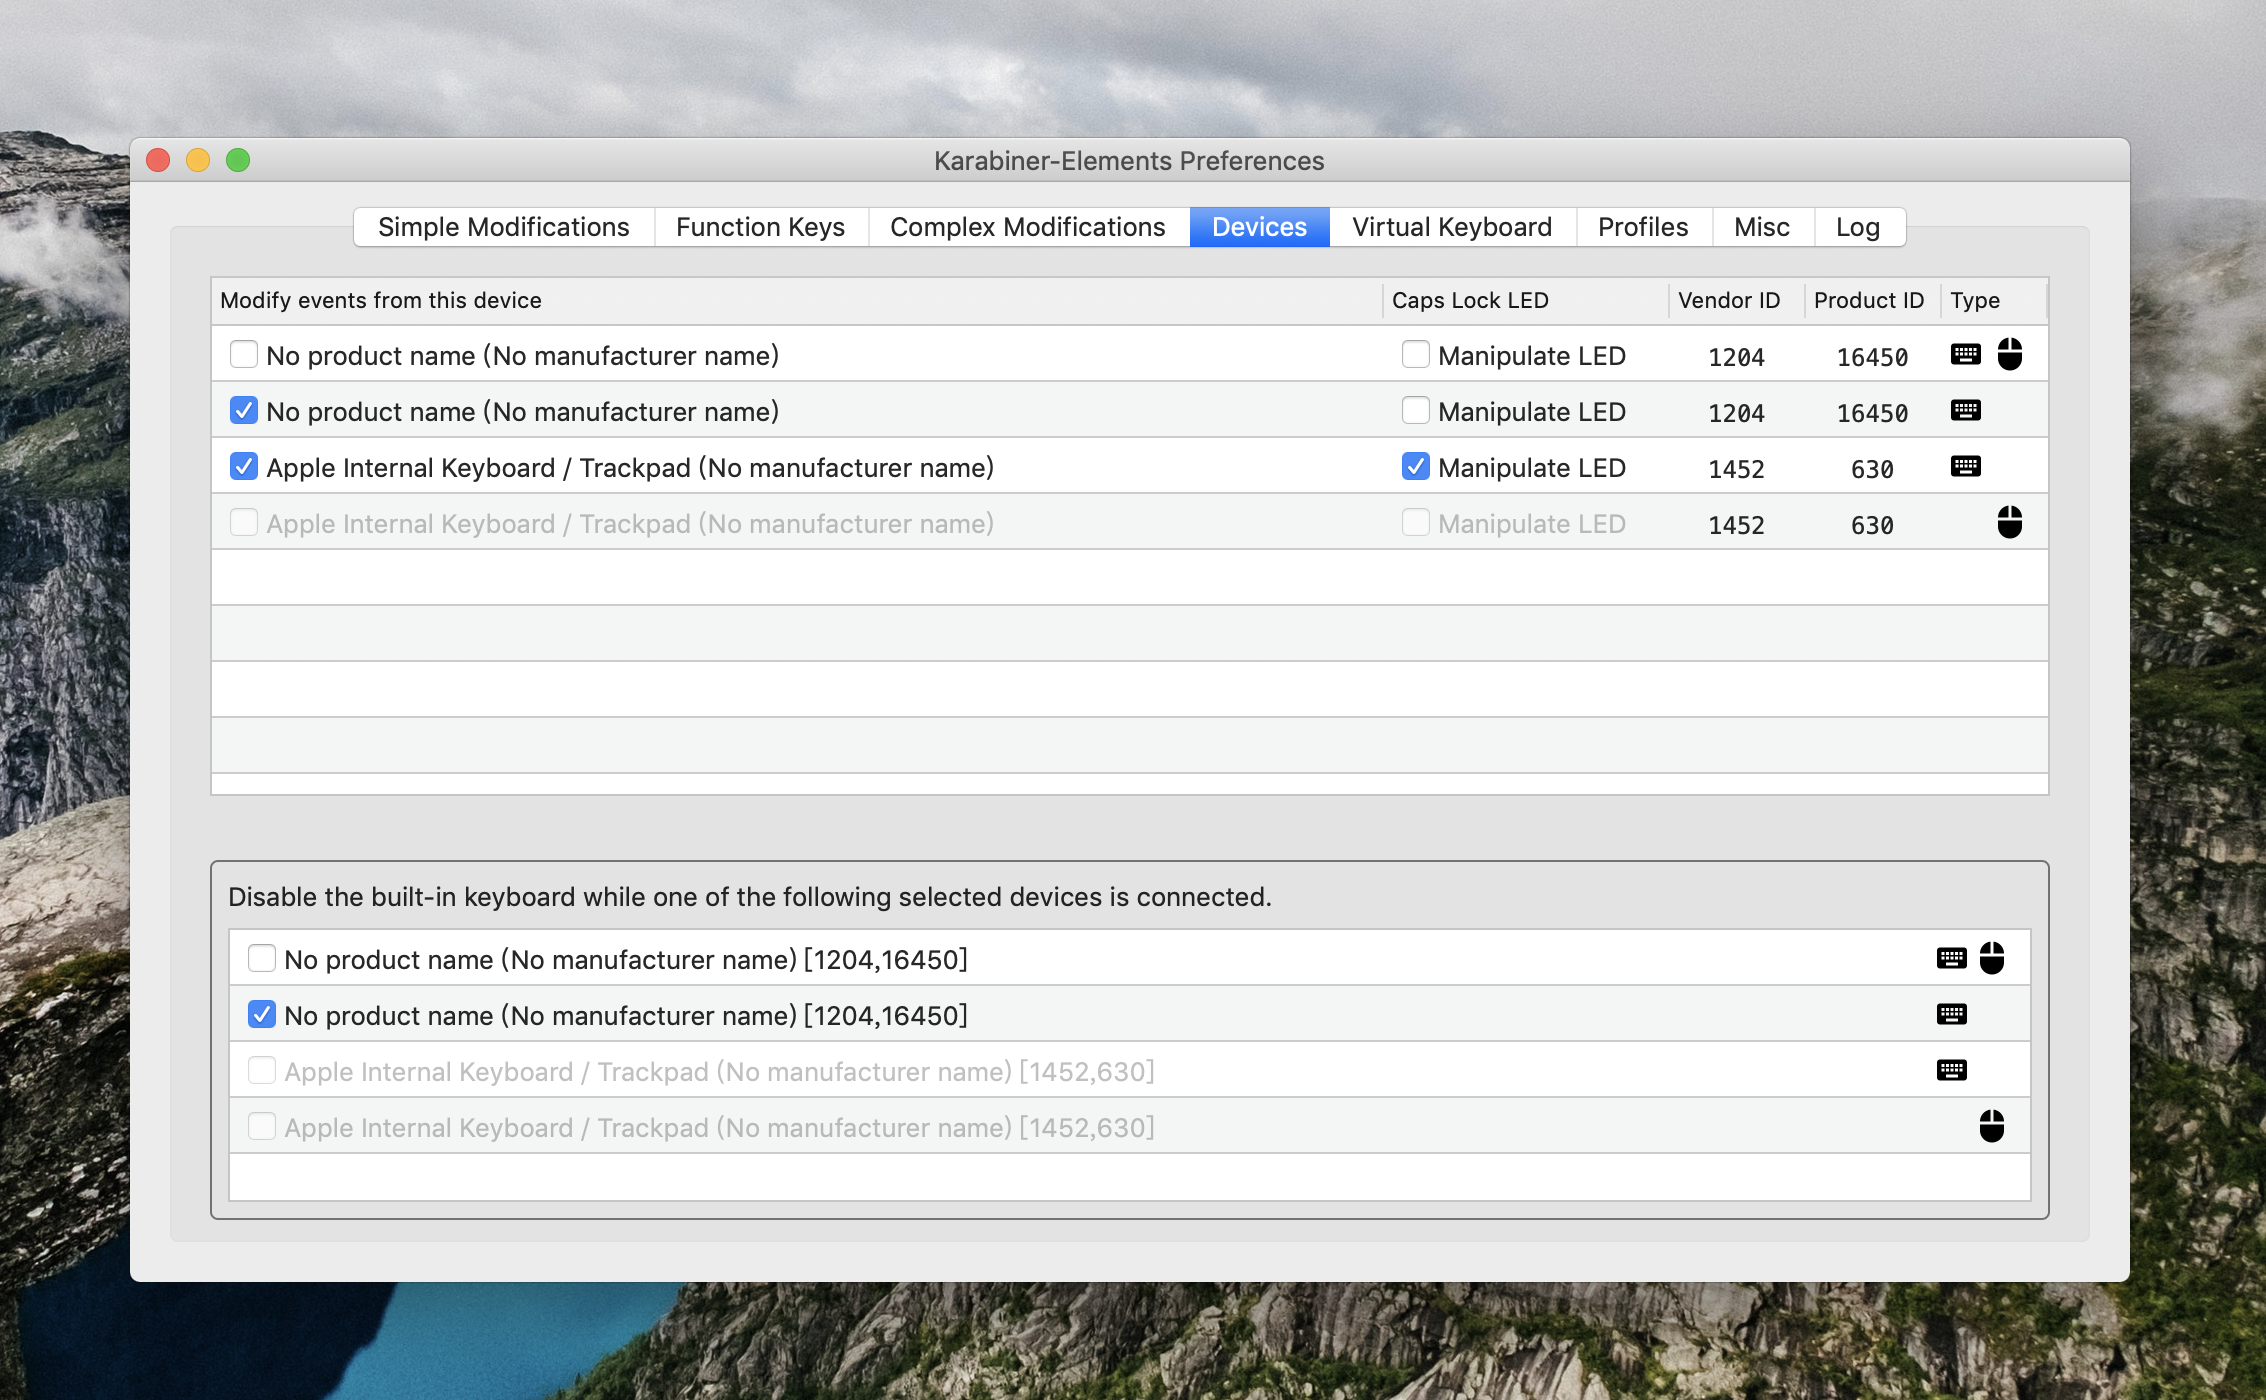 Karabiner-Elements Preferences
Simple Modifications Function Keys Complex Modifications Devices Virtual Keyboard Profiles Misc Log
Modify events from this device Caps Lock LED Vendor ID Product ID Type
No product name (No manufacturer name) Manipulate LED 1204 16450
No product name (No manufacturer name) Manipulate LED 1204 16450
Apple Internal Keyboard / Trackpad (No manufacturer name) Manipulate LED 1452 630
Apple Internal Keyboard / Trackpad (No manufacturer name) Manipulate LED 1452 630
Disable the built-in keyboard while one of the following selected devices is connected.
No product name (No manufacturer name) [1204,16450]
No product name (No manufacturer name) [1204,16450]
Apple Internal Keyboard / Trackpad (No manufacturer name) [1452,630]
Apple Internal Keyboard / Trackpad (No manufacturer name) [1452,630]